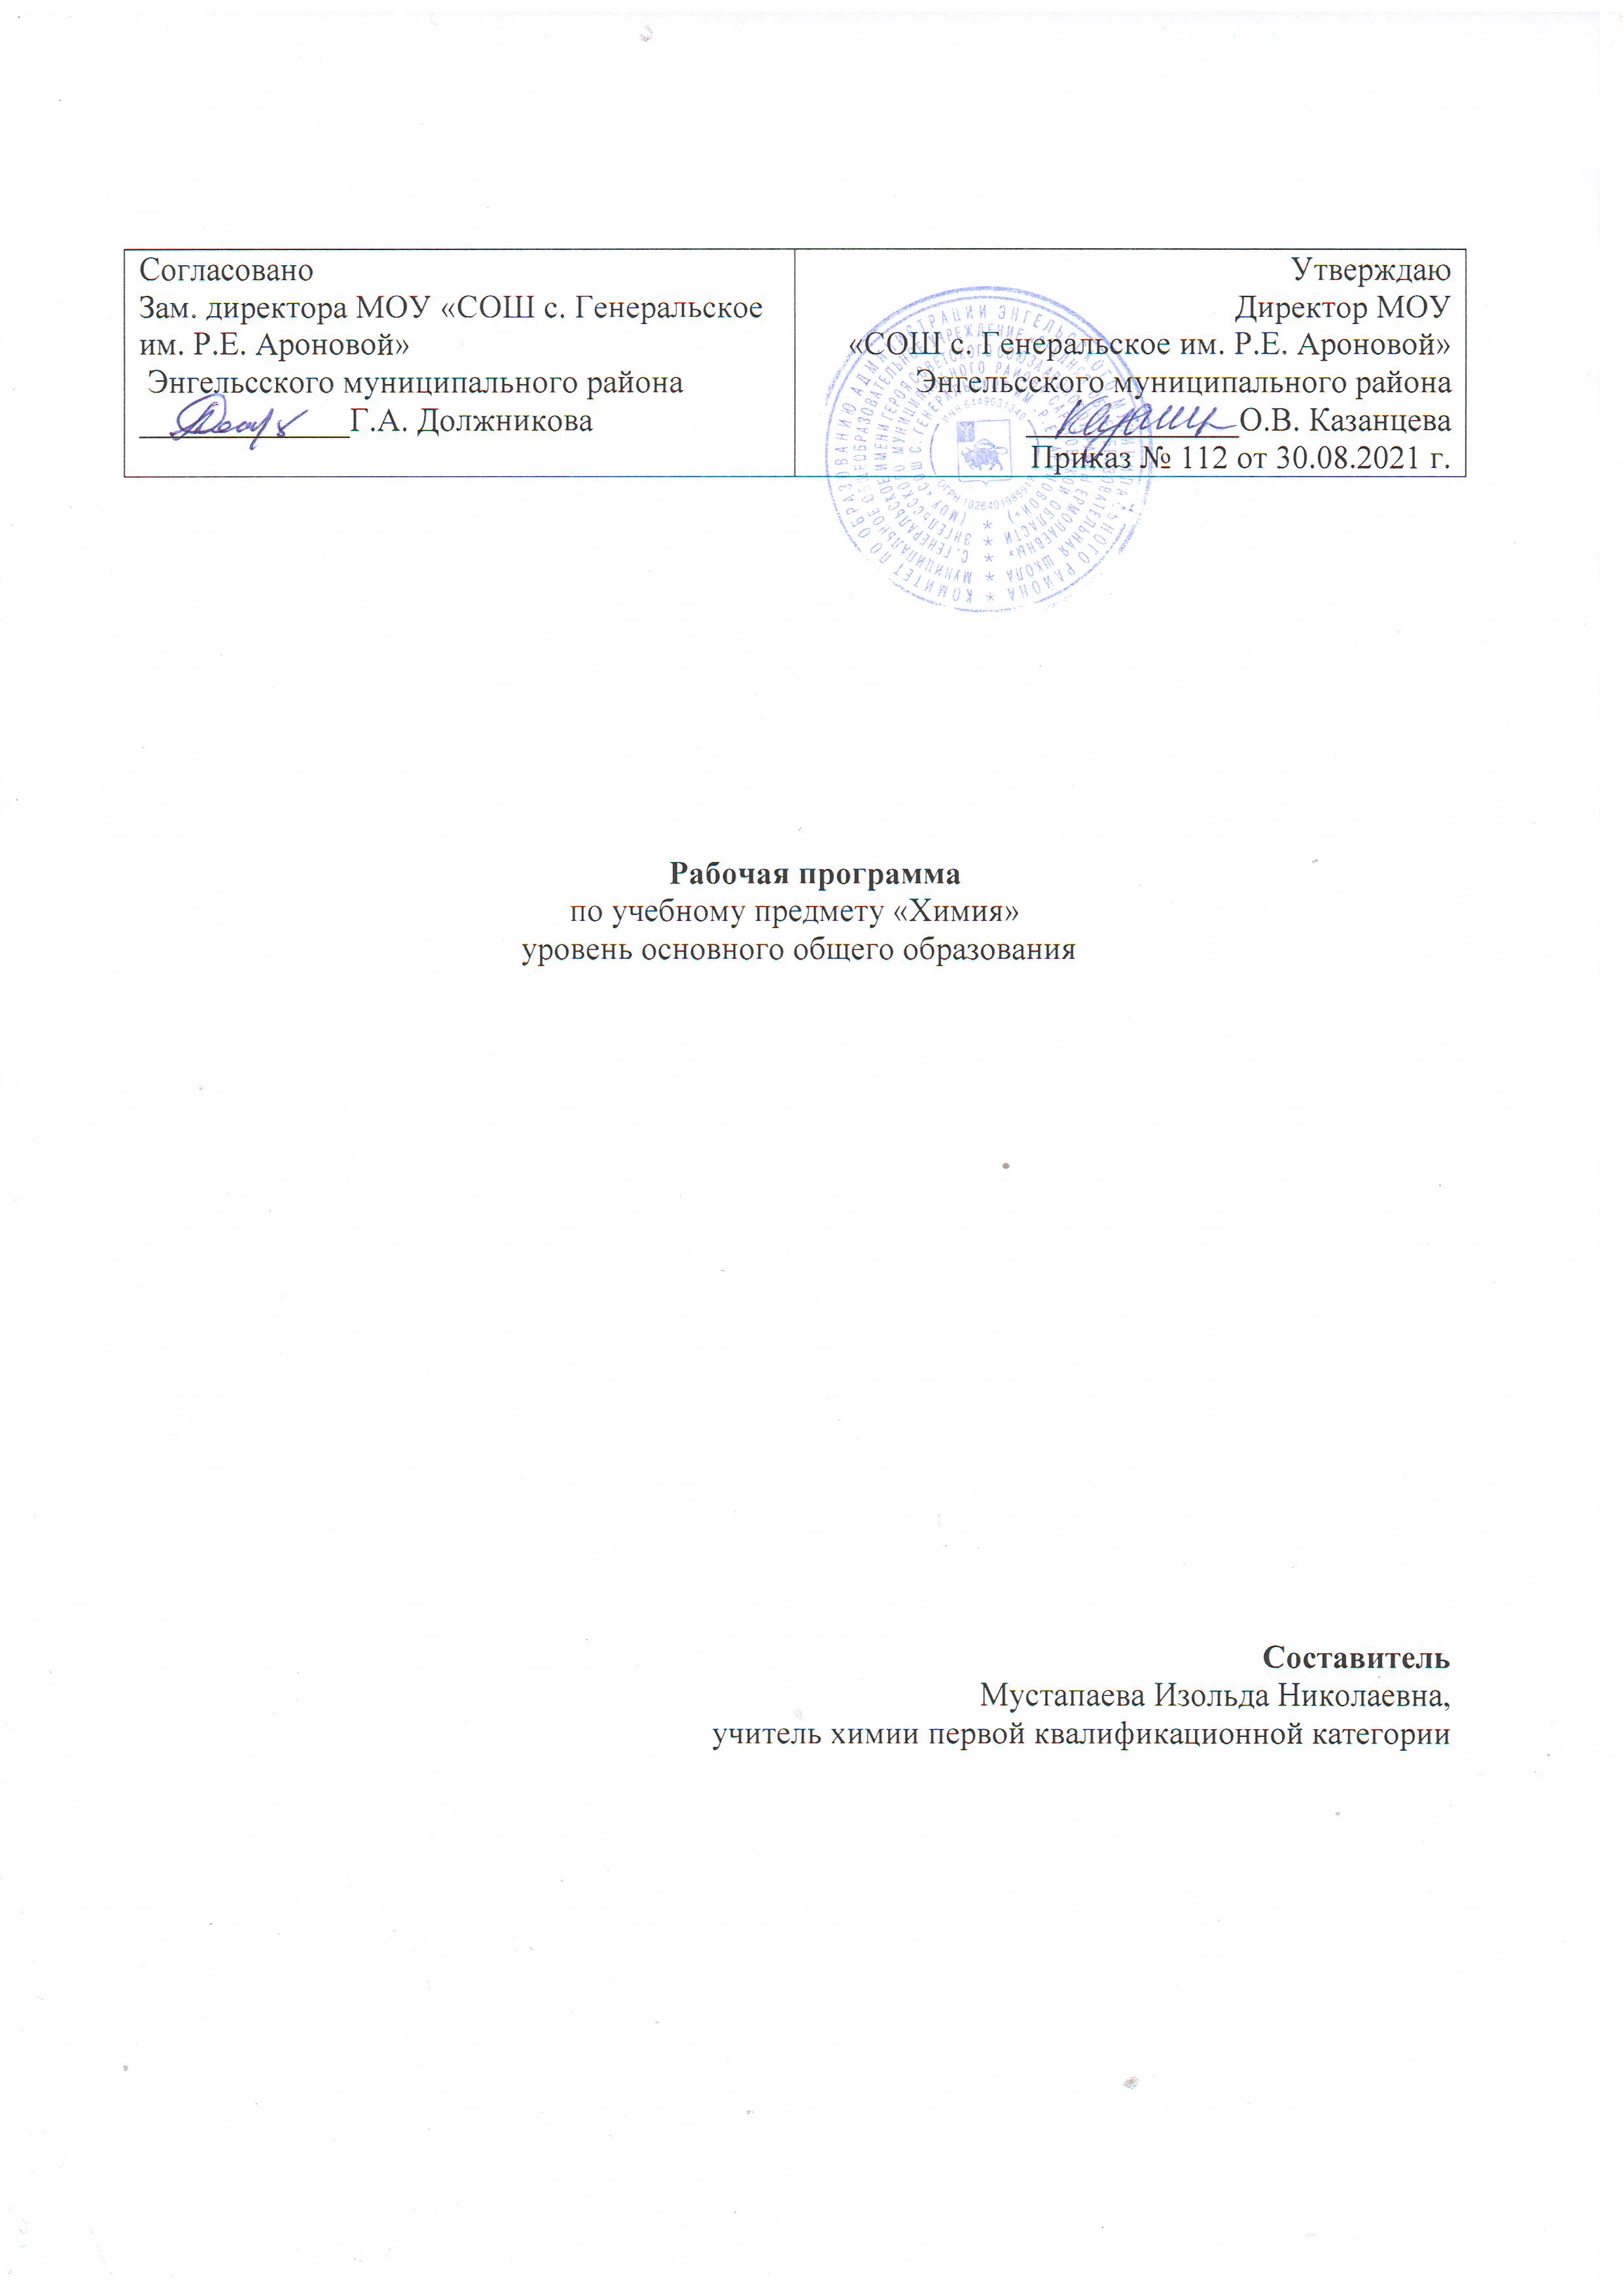 Согласовано
Зам. директора МОУ «СОШ с. Генеральское
им. Р.Е. Ароновой»
Энгельсского муниципального района
_____________Г.А. Должникова
Утверждаю
Директор МОУ
«СОШ с. Генеральское им. Р.Е. Ароновой»
Энгельсского муниципального района
_____________О.В. Казанцева
Приказ № 112 от 30.08.2021 г.
Рабочая программа
по учебному предмету «Химия»
уровень основного общего образования
Составитель
Мустапаева Изольда Николаевна,
учитель химии первой квалификационной категории